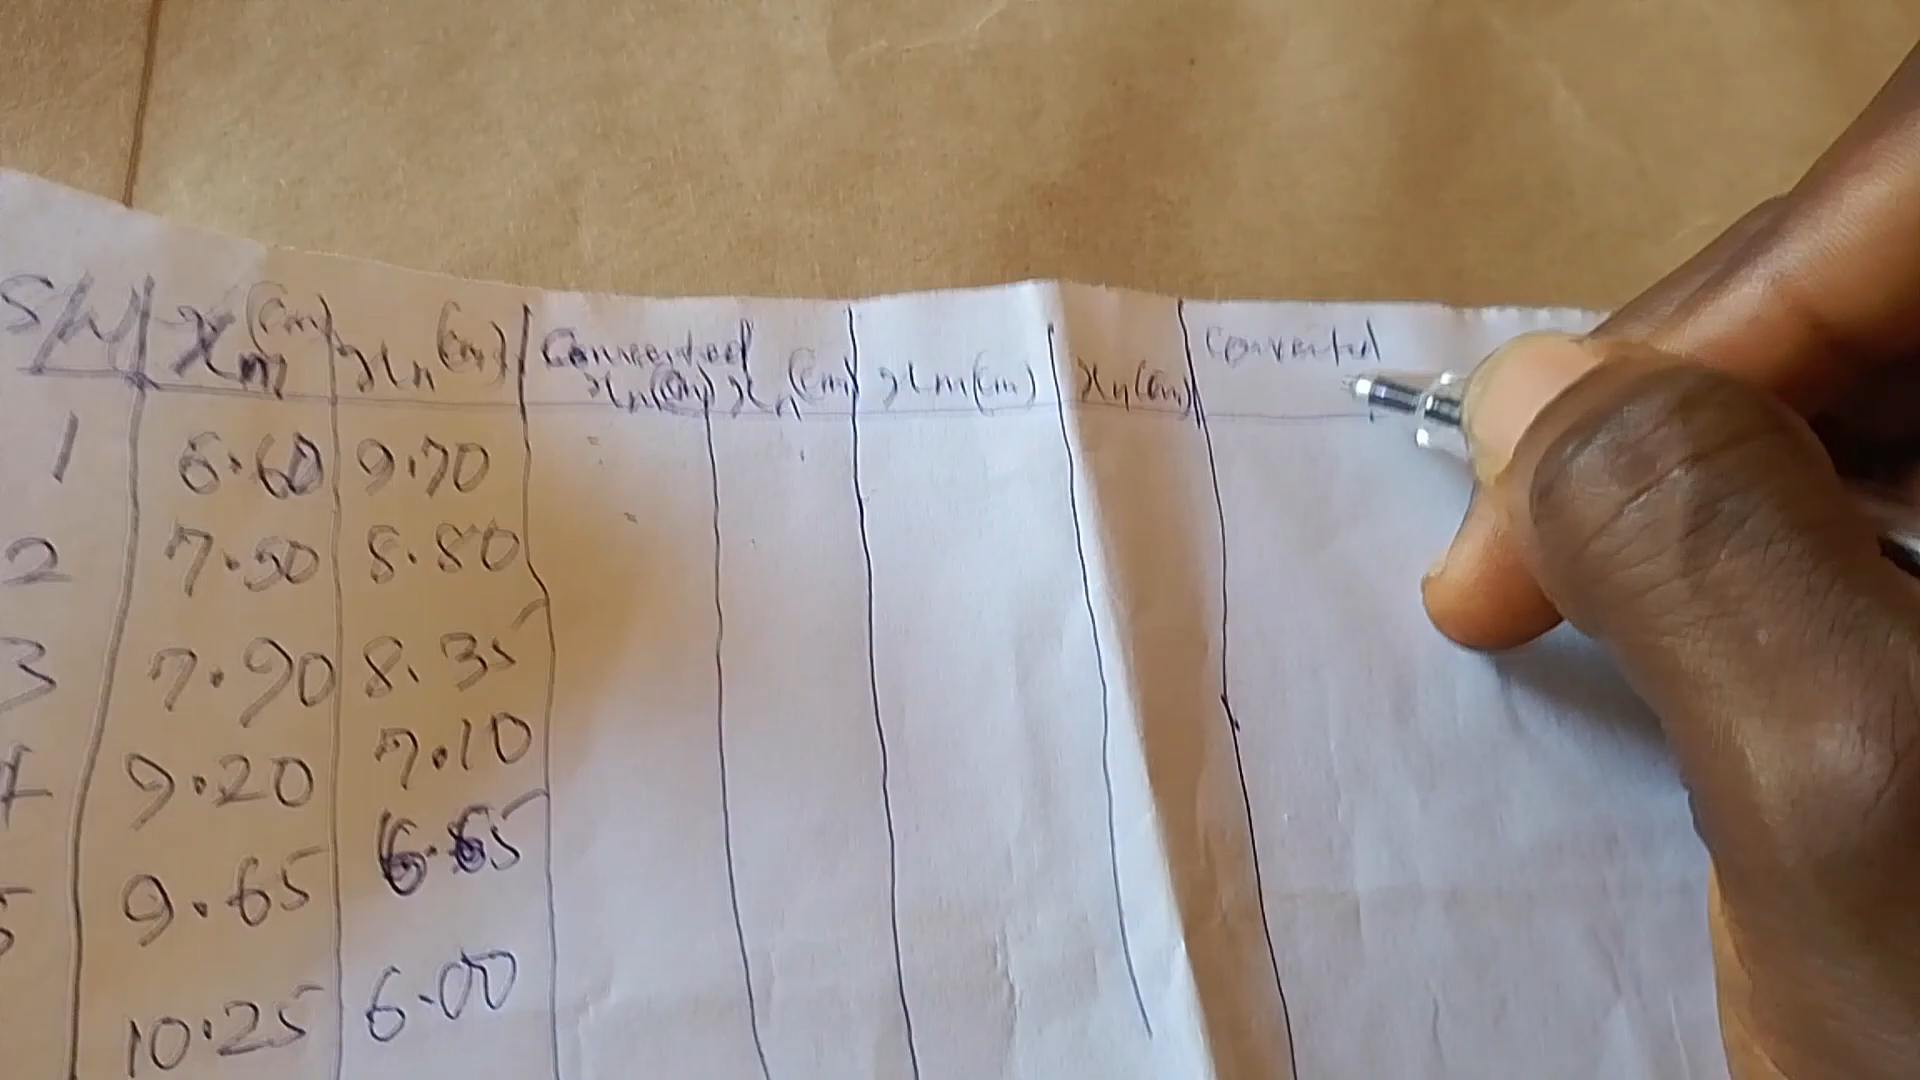 S/N xm(cm) xn(cm) Converted xm(cm) xn(cm) xm(cm) xn(cm) Converted
1 6.60 9.70
2 7.50 8.80
3 7.90 8.35
4 9.20 7.10
5 9.65 6.65
10.25 6.00